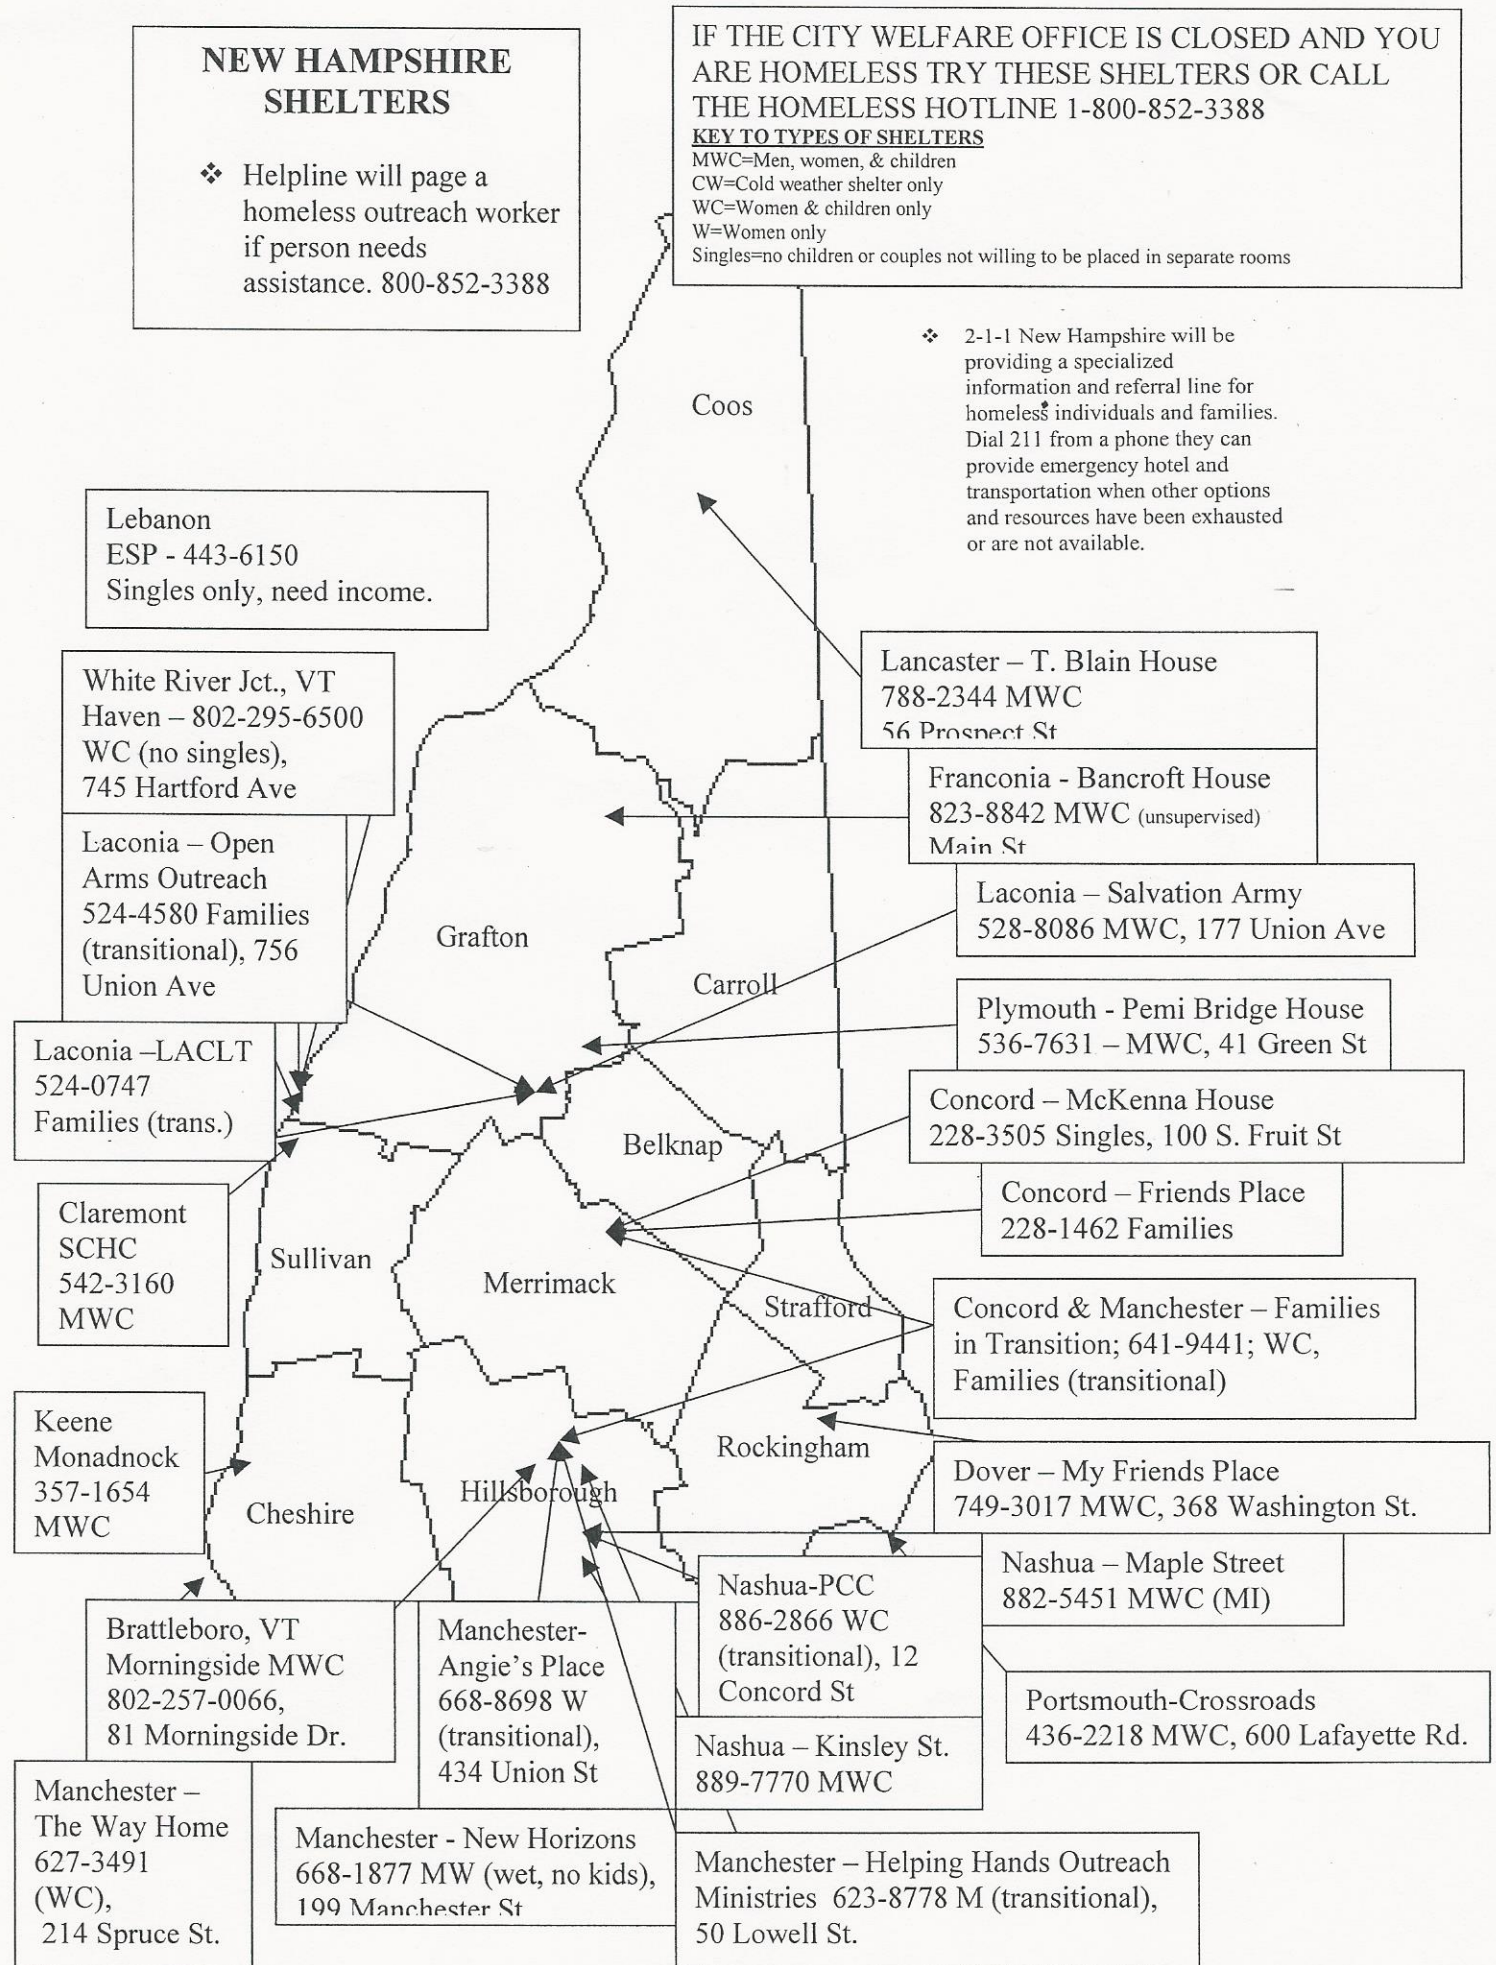 NEW HAMPSHIRE
SHELTERS
❖ Helpline will page a
homeless outreach worker
if person needs
assistance. 800-852-3388
IF THE CITY WELFARE OFFICE IS CLOSED AND YOU
ARE HOMELESS TRY THESE SHELTERS OR CALL
THE HOMELESS HOTLINE 1-800-852-3388
KEY TO TYPES OF SHELTERS
MWC=Men, women, & children
CW=Cold weather shelter only
WC=Women & children only
W=Women only
Singles=no children or couples not willing to be placed in separate rooms
❖ 2-1-1 New Hampshire will be
providing a specialized
information and referral line for
homeless individuals and families.
Dial 211 from a phone they can
provide emergency hotel and
transportation when other options
and resources have been exhausted
or are not available.
Coos
Lebanon
ESP - 443-6150
Singles only, need income.
White River Jct., VT
Haven – 802-295-6500
WC (no singles),
745 Hartford Ave
Laconia – Open
Arms Outreach
524-4580 Families
(transitional), 756
Union Ave
Laconia –LACLT
524-0747
Families (trans.)
Claremont
SCHC
542-3160
MWC
Keene
Monadnock
357-1654
MWC
Brattleboro, VT
Morningside MWC
802-257-0066,
81 Morningside Dr.
Manchester –
The Way Home
627-3491
(WC),
214 Spruce St.
Grafton
Carroll
Belknap
Sullivan
Merrimack
Strafford
Rockingham
Hillsborough
Cheshire
Lancaster – T. Blain House
788-2344 MWC
56 Prospect St
Franconia - Bancroft House
823-8842 MWC (unsupervised)
Main St
Laconia – Salvation Army
528-8086 MWC, 177 Union Ave
Plymouth - Pemi Bridge House
536-7631 – MWC, 41 Green St
Concord – McKenna House
228-3505 Singles, 100 S. Fruit St
Concord – Friends Place
228-1462 Families
Concord & Manchester – Families
in Transition; 641-9441; WC,
Families (transitional)
Dover – My Friends Place
749-3017 MWC, 368 Washington St.
Nashua – Maple Street
882-5451 MWC (MI)
Portsmouth-Crossroads
436-2218 MWC, 600 Lafayette Rd.
Nashua-PCC
886-2866 WC
(transitional), 12
Concord St
Nashua – Kinsley St.
889-7770 MWC
Manchester-
Angie's Place
668-8698 W
(transitional),
434 Union St
Manchester - New Horizons
668-1877 MW (wet, no kids),
199 Manchester St
Manchester – Helping Hands Outreach
Ministries 623-8778 M (transitional),
50 Lowell St.